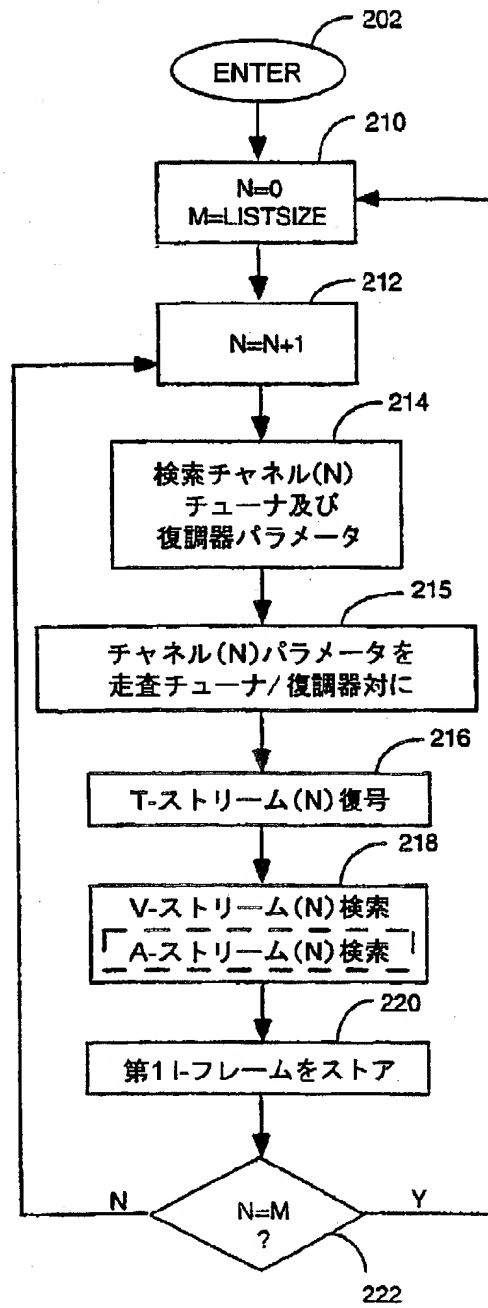 202
ENTER
210
N=0
M=LISTSIZE
212
N=N+1
214
検索チャネル(N)
チューナ及び
復調器パラメータ
215
チャネル(N)パラメータを
走査チューナ/復調器対に
216
T-ストリーム(N)復号
218
V-ストリーム(N)検索
A-ストリーム(N)検索
220
第1 I-フレームをストア
N
N=M
?
Y
222